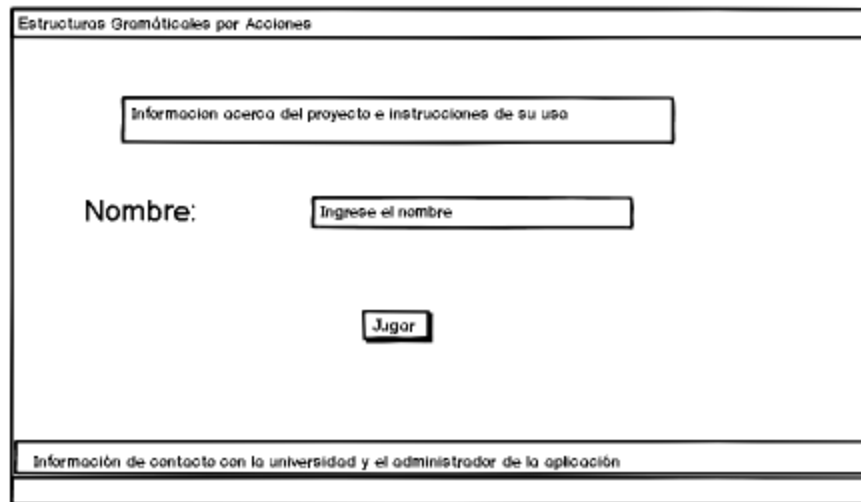 Estructuras Gramáticales por Acciones
Informacion acerca del proyecto e instrucciones de su uso
Nombre:
Ingrese el nombre
Jugar
Información de contacto con la universidad y el administrador de la aplicación